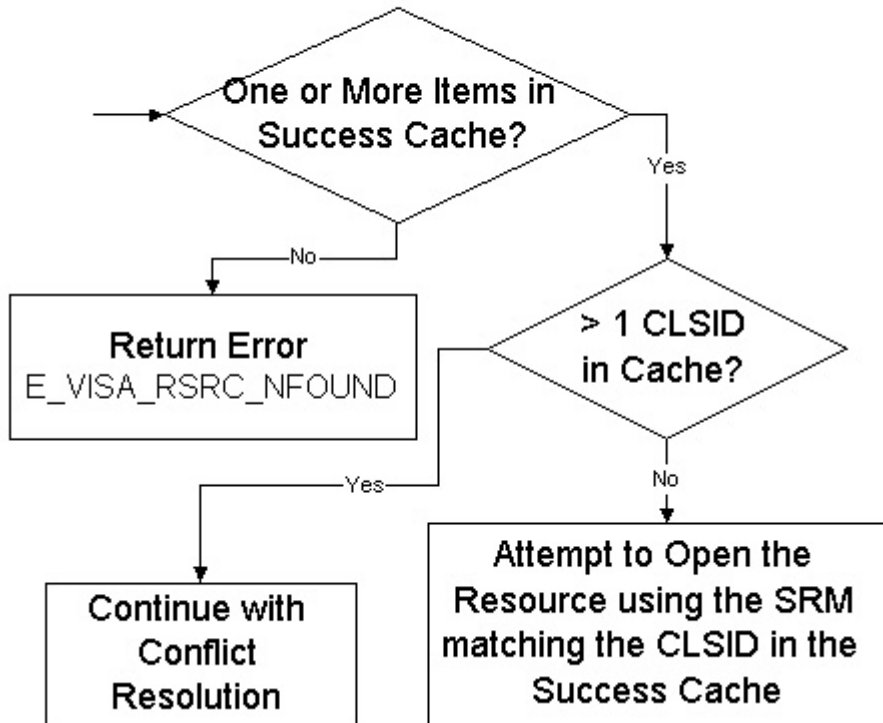 One or More Items in
Success Cache?
Yes
No
Return Error
E_VISA_RSRC_NFOUND
> 1 CLSID
in Cache?
Yes
No
Continue with
Conflict
Resolution
Attempt to Open the
Resource using the SRM
matching the CLSID in the
Success Cache